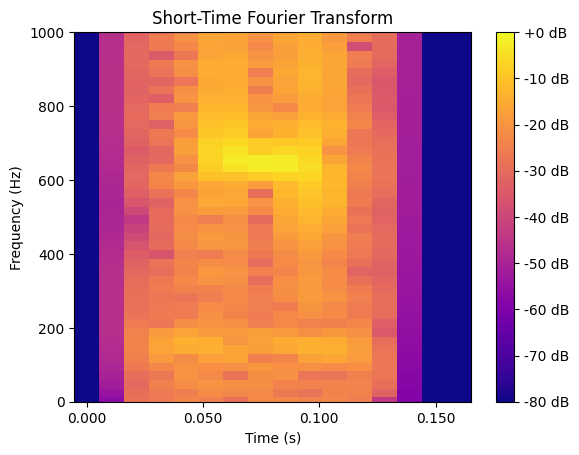 Short-Time Fourier Transform
1000
800
600
400
200
0
Frequency (Hz)
0.000
0.050
0.100
0.150
Time (s)
+0 dB
-10 dB
-20 dB
-30 dB
-40 dB
-50 dB
-60 dB
-70 dB
-80 dB